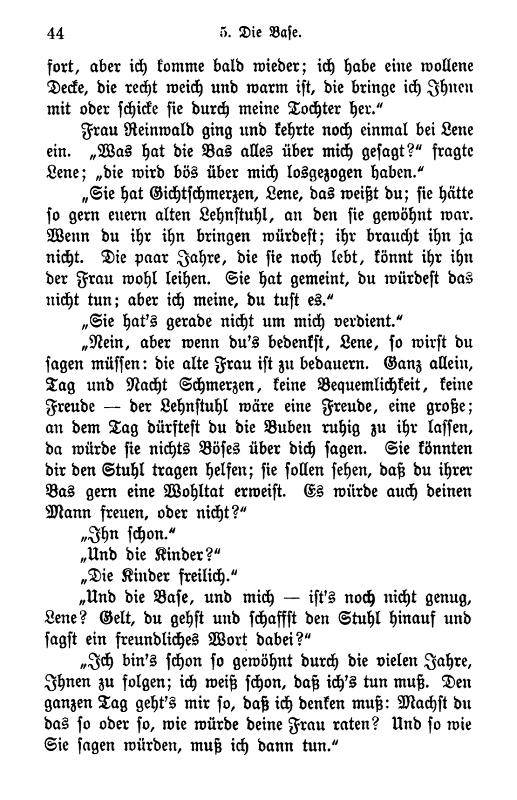 44 5. Die Base.
fort, aber ich komme bald wieder; ich habe eine wollene
Decke, die recht weich und warm ist, die bringe ich Ihnen
mit oder schicke sie durch meine Tochter her.“
Frau Reinwald ging und kehrte noch einmal bei Lene
ein. „Was hat die Bas alles über mich gesagt?“ fragte
Lene; „die wird bös über mich losgezogen haben.“
„Sie hat Gichtschmerzen, Lene, das weißt du; sie hätte
so gern euern alten Lehnstuhl, an den sie gewöhnt war.
Wenn du ihr ihn bringen würdest; ihr braucht ihn ja
nicht. Die paar Jahre, die sie noch lebt, könnt ihr ihn
der Frau wohl leihen. Sie hat gemeint, du würdest das
nicht tun; aber ich meine, du tust es.“
„Sie hat's gerade nicht um mich verdient.“
„Nein, aber wenn du's bedenkst, Lene, so wirst du
sagen müssen: die alte Frau ist zu bedauern. Ganz allein,
Tag und Nacht Schmerzen, keine Bequemlichkeit, keine
Freude — der Lehnstuhl wäre eine Freude, eine große;
an dem Tag dürftest du die Buben ruhig zu ihr lassen,
da würde sie nichts Böses über dich sagen. Sie könnten
dir den Stuhl tragen helfen; sie sollen sehen, daß du ihrer
Bas gern eine Wohltat erweist. Es würde auch deinen
Mann freuen, oder nicht?“
„Ihn schon.“
„Und die Kinder?“
„Die Kinder freilich.“
„Und die Base, und mich — ist's noch nicht genug,
Lene? Gelt, du gehst und schaffst den Stuhl hinauf und
sagst ein freundliches Wort dabei?“
„Ich bin's schon so gewöhnt durch die vielen Jahre,
Ihnen zu folgen; ich weiß schon, daß ich's tun muß. Den
ganzen Tag geht's mir so, daß ich denken muß: Machst du
das so oder so, wie würde deine Frau raten? Und so wie
Sie sagen würden, muß ich dann tun.“